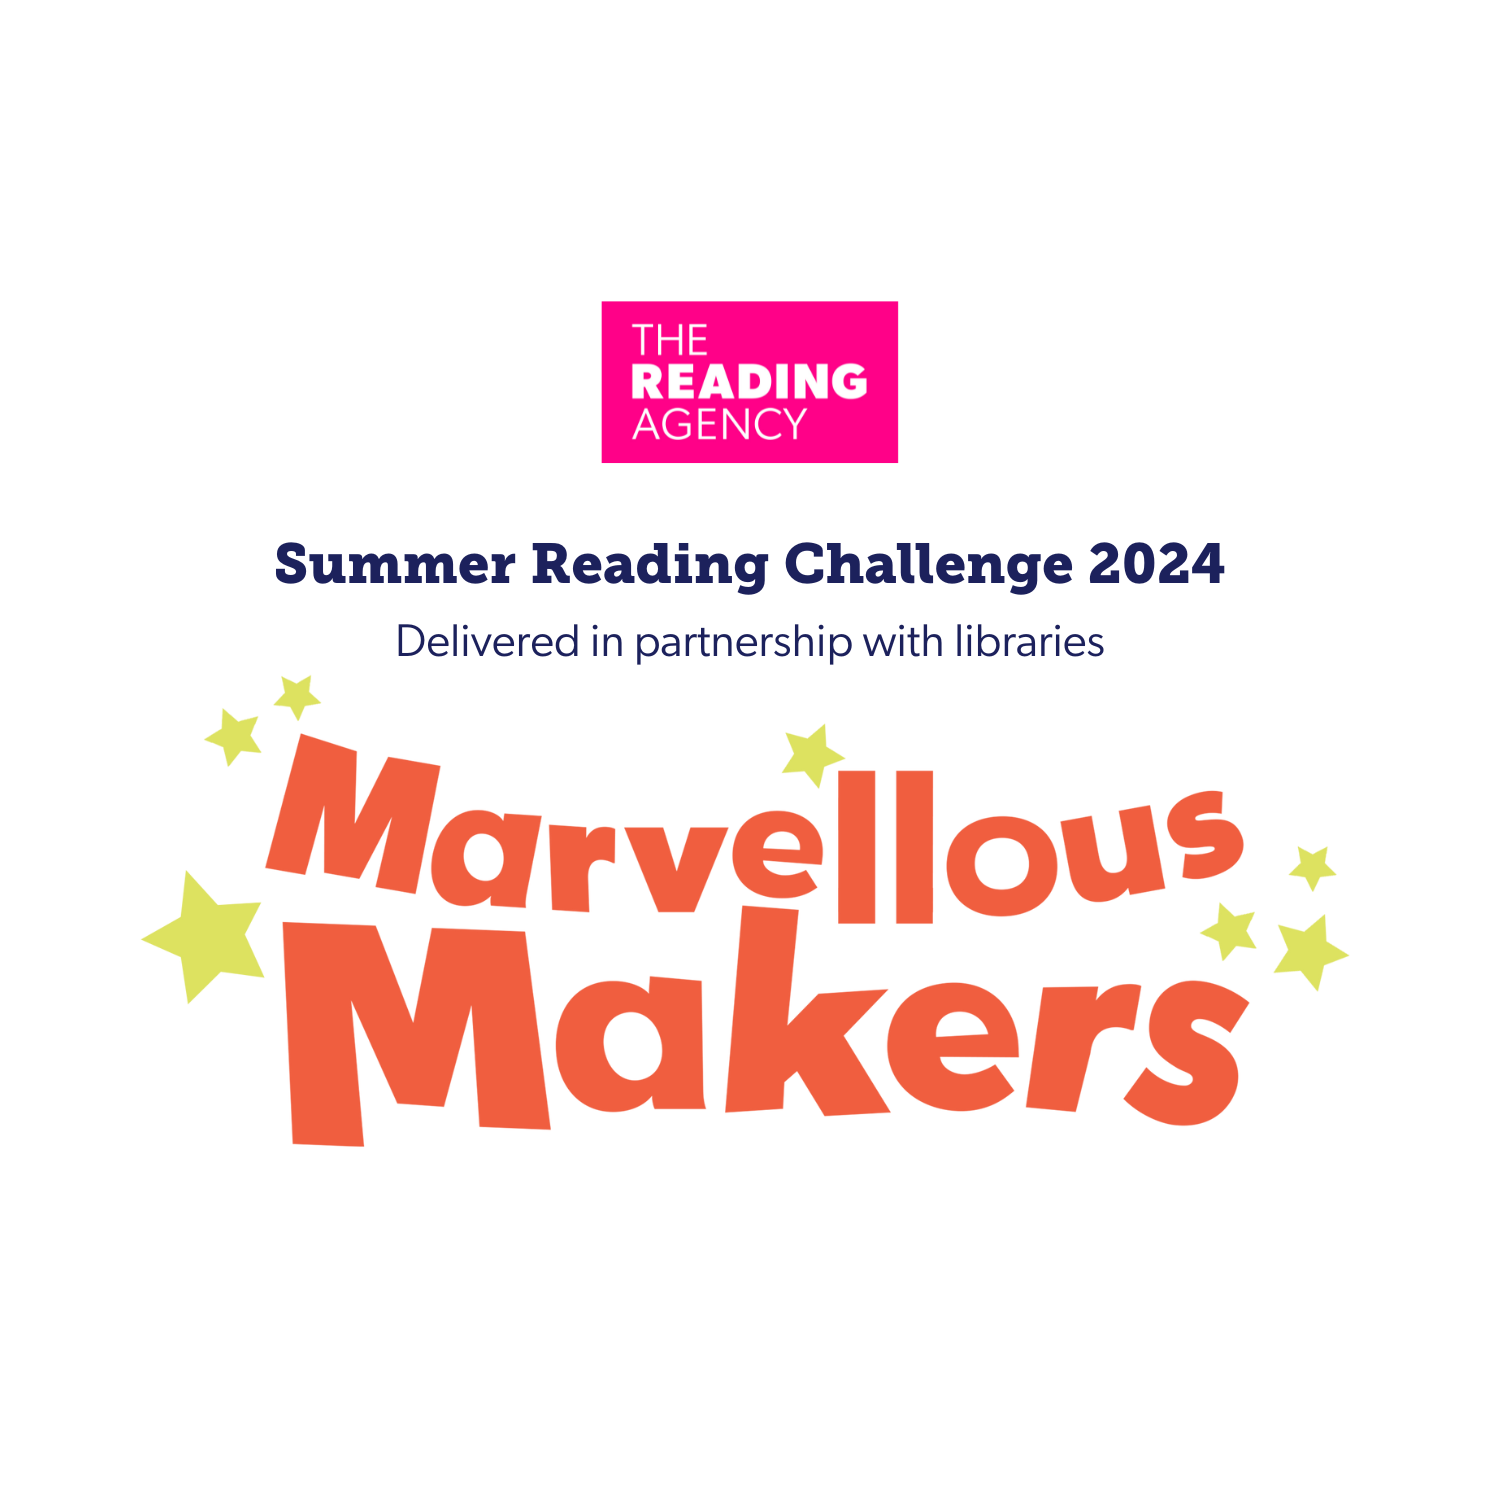 THE
READING
AGENCY
Summer Reading Challenge 2024
Delivered in partnership with libraries
Marvellous
Makers